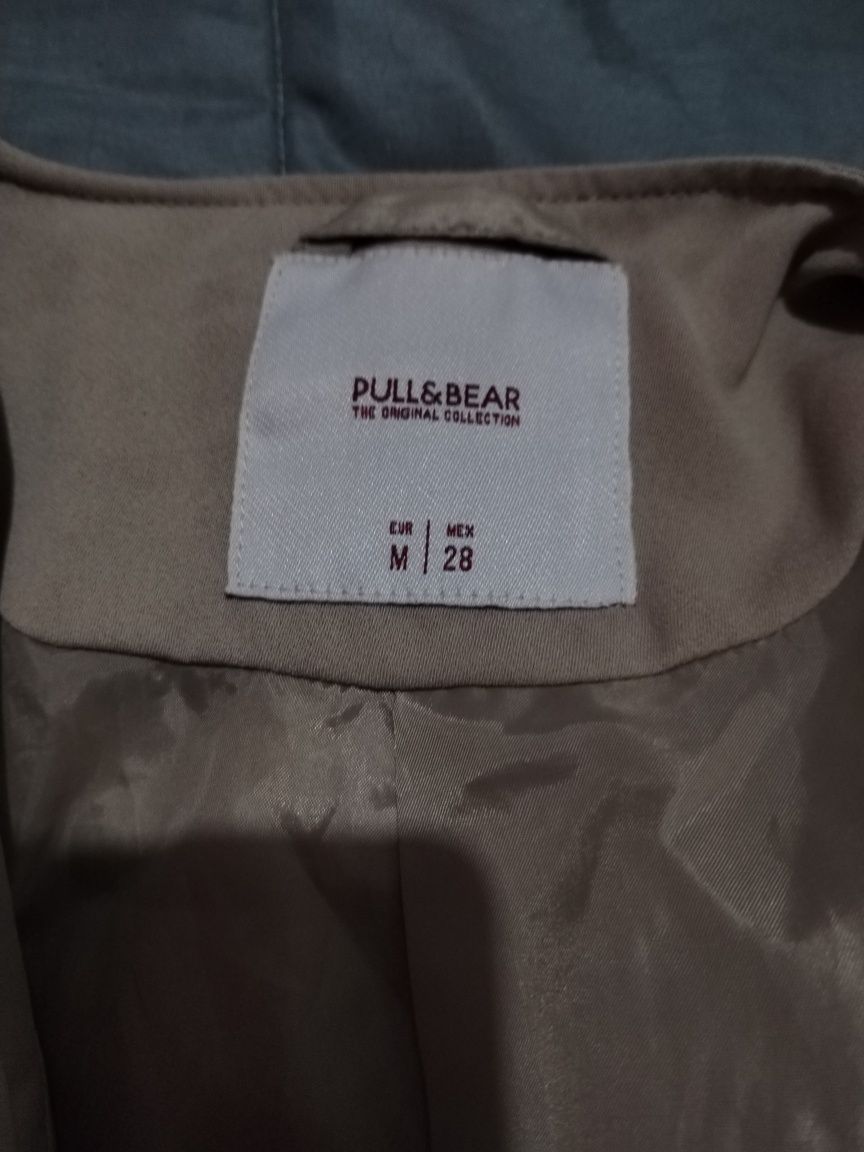 PULL&BEAR
THE ORIGINAL COLLECTION
EUR | MEX
M | 28